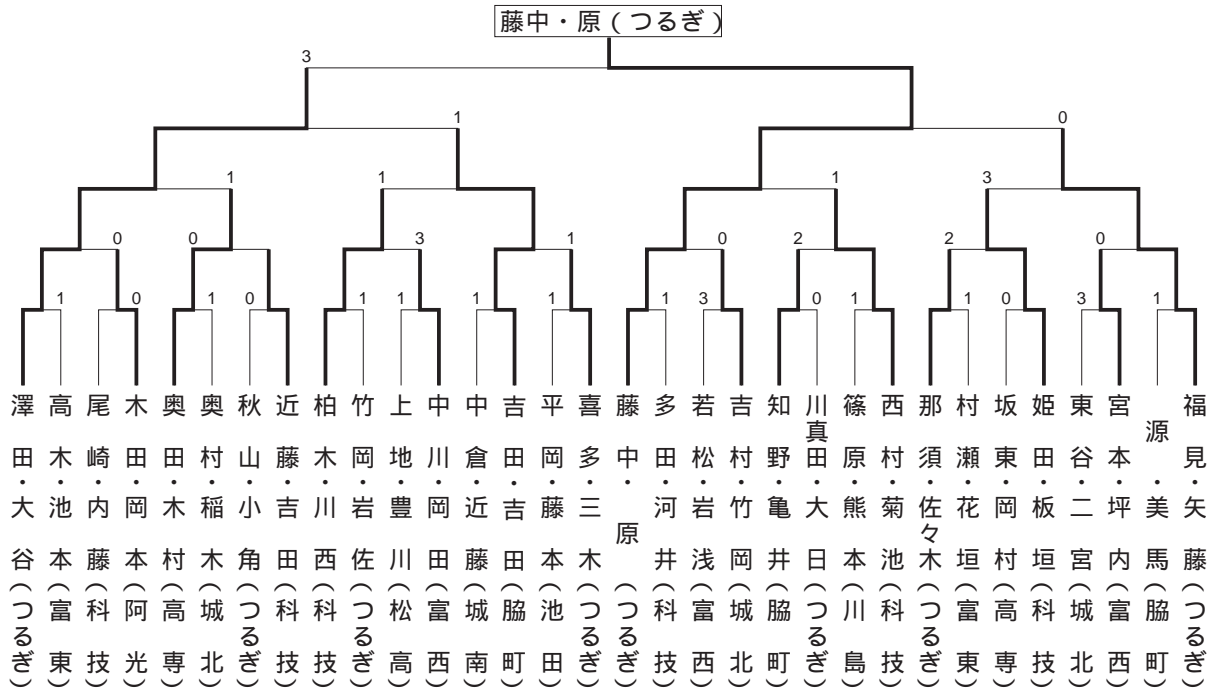 藤中・原(つるぎ)
3
1 0
1 1 1 3
0 0 3 1 0 2 2 0
1 0 1 0 1 1 1 1 1 3 0 1 1 0 3 1
澤田・大谷(つるぎ)
高木・池本(富東)
尾崎・内藤(科技)
木田・岡本(阿光)
奥田・木村(高専)
奥村・稲木(城北)
秋山・小角(つるぎ)
近藤・吉田(科技)
柏木・川西(科技)
竹岡・岩佐(つるぎ)
上地・豊川(松高)
中川・岡田(富西)
中倉・近藤(城南)
吉田・吉田(脇町)
平岡・藤本(池田)
喜多・三木(つるぎ)
藤中・原(つるぎ)
多田・河井(科技)
若松・岩浅(富西)
吉村・竹岡(城北)
知野・亀井(脇町)
川真田・大日(つるぎ)
篠原・熊本(川島)
西村・菊池(科技)
那須・佐々木(つるぎ)
村瀬・花垣(富東)
坂東・岡村(高専)
姫田・板垣(科技)
東谷・二宮(城北)
宮本・坪内(富西)
源・美馬(脇町)
福見・矢藤(つるぎ)